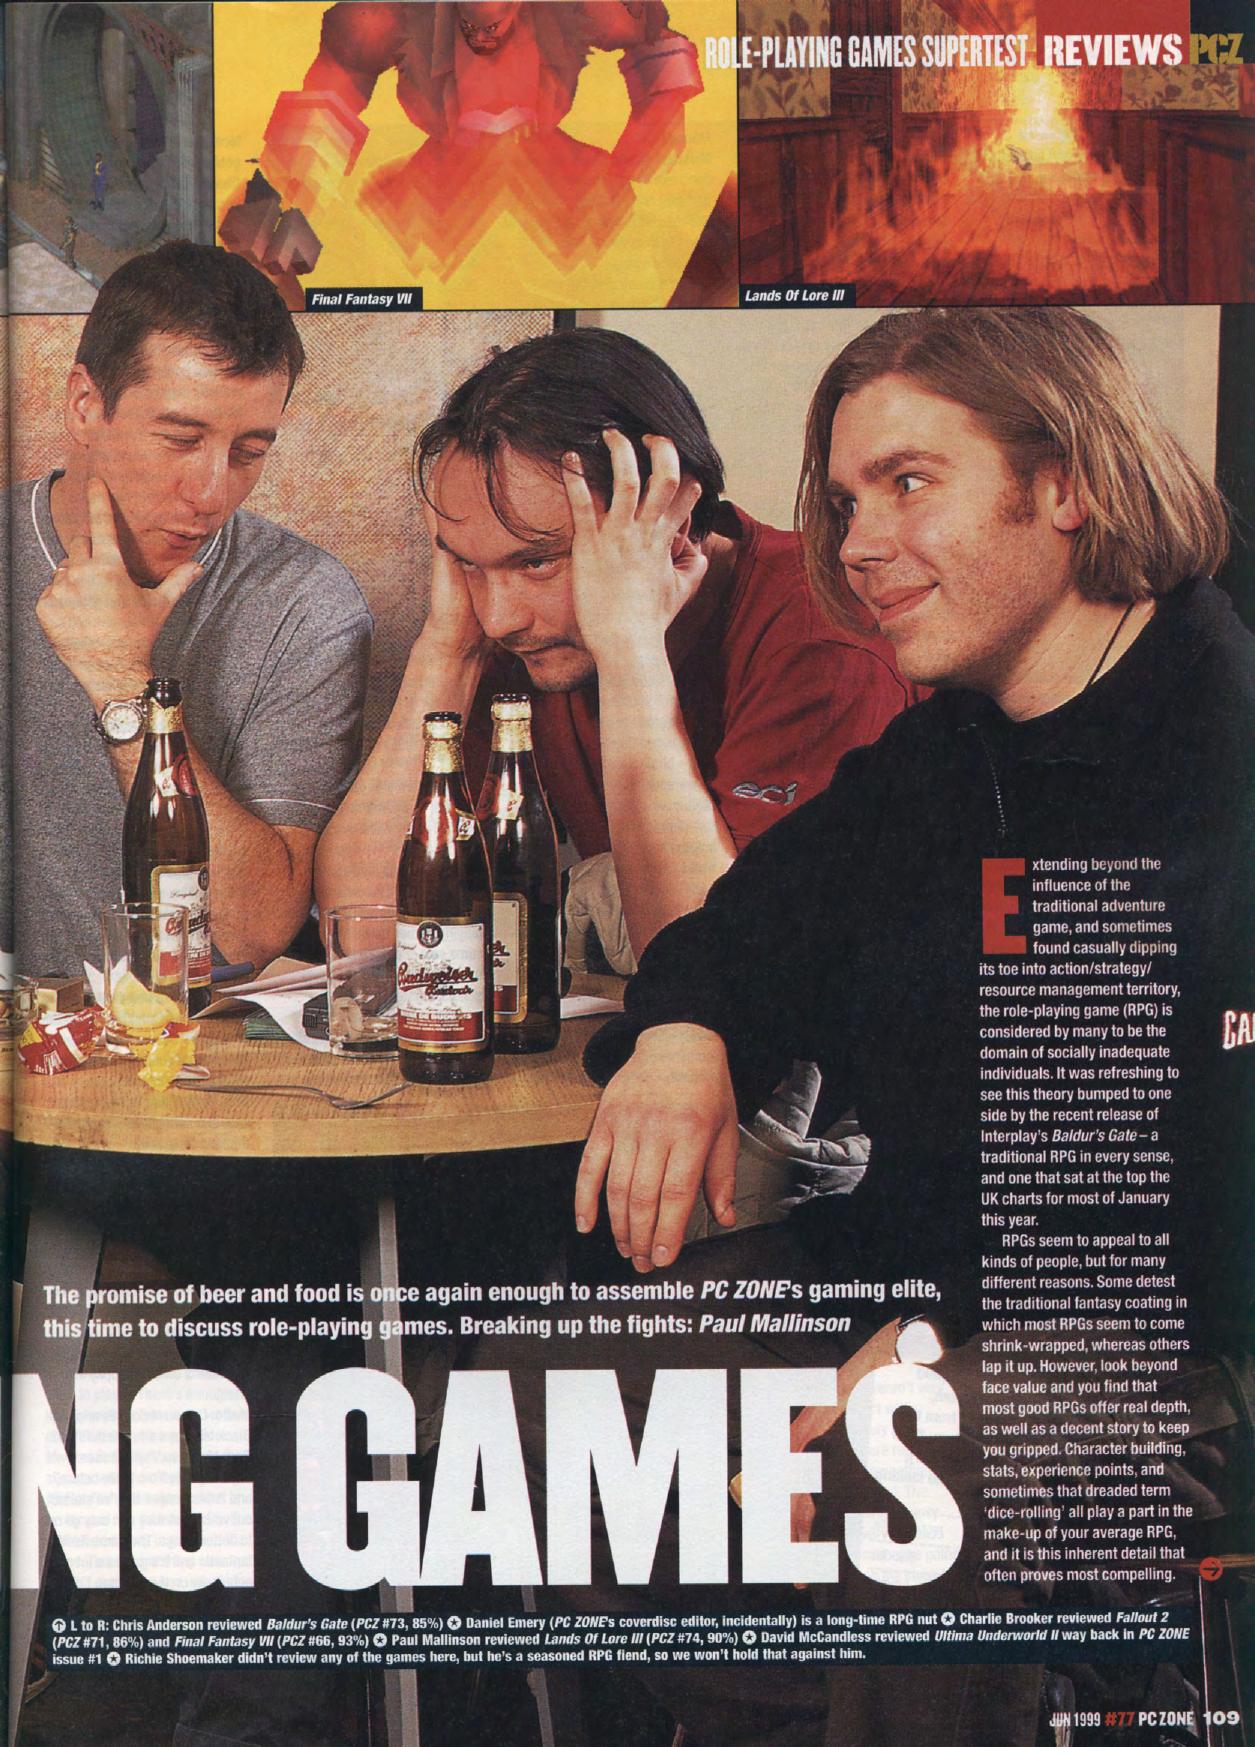 ROLE-PLAYING GAMES SUPERTEST REVIEWS PCZ
Final Fantasy VII
Lands Of Lore III
eci
Budweiser
Budvar
Extending beyond the
influence of the
traditional adventure
game, and sometimes
found casually dipping
its toe into action/strategy/
resource management territory,
the role-playing game (RPG) is
considered by many to be the
domain of socially inadequate
individuals. It was refreshing to
see this theory bumped to one
side by the recent release of
Interplay's Baldur's Gate – a
traditional RPG in every sense,
and one that sat at the top the
UK charts for most of January
this year.
RPGs seem to appeal to all
kinds of people, but for many
different reasons. Some detest
the traditional fantasy coating in
which most RPGs seem to come
shrink-wrapped, whereas others
lap it up. However, look beyond
face value and you find that
most good RPGs offer real depth,
as well as a decent story to keep
you gripped. Character building,
stats, experience points, and
sometimes that dreaded term
'dice-rolling' all play a part in the
make-up of your average RPG,
and it is this inherent detail that
often proves most compelling.
The promise of beer and food is once again enough to assemble PC ZONE's gaming elite,
this time to discuss role-playing games. Breaking up the fights: Paul Mallinson
NG GAMES
L to R: Chris Anderson reviewed Baldur's Gate (PCZ #73, 85%) ✪ Daniel Emery (PC ZONE's coverdisc editor, incidentally) is a long-time RPG nut ✪ Charlie Brooker reviewed Fallout 2
(PCZ #71, 86%) and Final Fantasy VII (PCZ #66, 93%) ✪ Paul Mallinson reviewed Lands Of Lore III (PCZ #74, 90%) ✪ David McCandless reviewed Ultima Underworld II way back in PC ZONE
issue #1 ✪ Richie Shoemaker didn't review any of the games here, but he's a seasoned RPG fiend, so we won't hold that against him.
JUN 1999 #77 PC ZONE 109